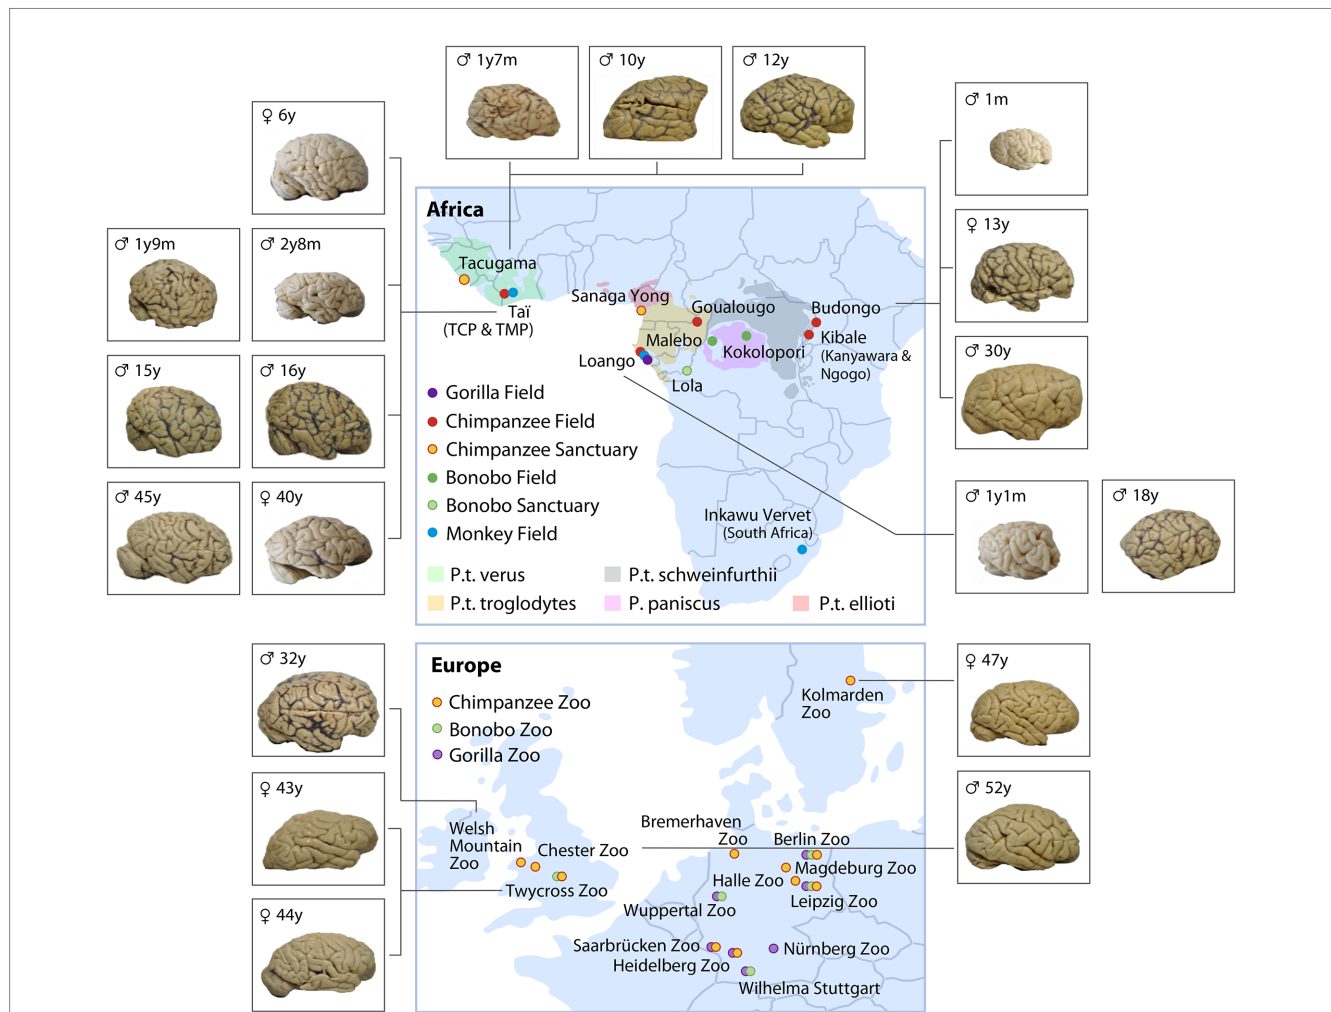 ♂ 1y7m
♂ 10y
♂ 12y
♀ 6y
♂ 1m
♂ 1y9m
♂ 2y8m
♀ 13y
♂ 15y
♂ 16y
♂ 30y
♂ 45y
♀ 40y
♂ 1y1m
♂ 18y
Africa
Tacugama
Taï
(TCP & TMP)
Sanaga Yong
Goualougo
Budongo
Malebo
Kokolopori
Kibale
(Kanyawara &
Ngogo)
Loango
Lola
Gorilla Field
Chimpanzee Field
Chimpanzee Sanctuary
Bonobo Field
Bonobo Sanctuary
Monkey Field
Inkawu Vervet
(South Africa)
P.t. verus
P.t. schweinfurthii
P.t. troglodytes
P. paniscus
P.t. ellioti
♂ 32y
♀ 43y
♀ 44y
♀ 47y
♂ 52y
Europe
Chimpanzee Zoo
Bonobo Zoo
Gorilla Zoo
Kolmarden
Zoo
Welsh
Mountain
Zoo
Chester Zoo
Twycross Zoo
Bremerhaven
Zoo
Berlin Zoo
Magdeburg Zoo
Halle Zoo
Leipzig Zoo
Wuppertal Zoo
Saarbrücken Zoo
Heidelberg Zoo
Nürnberg Zoo
Wilhelma Stuttgart